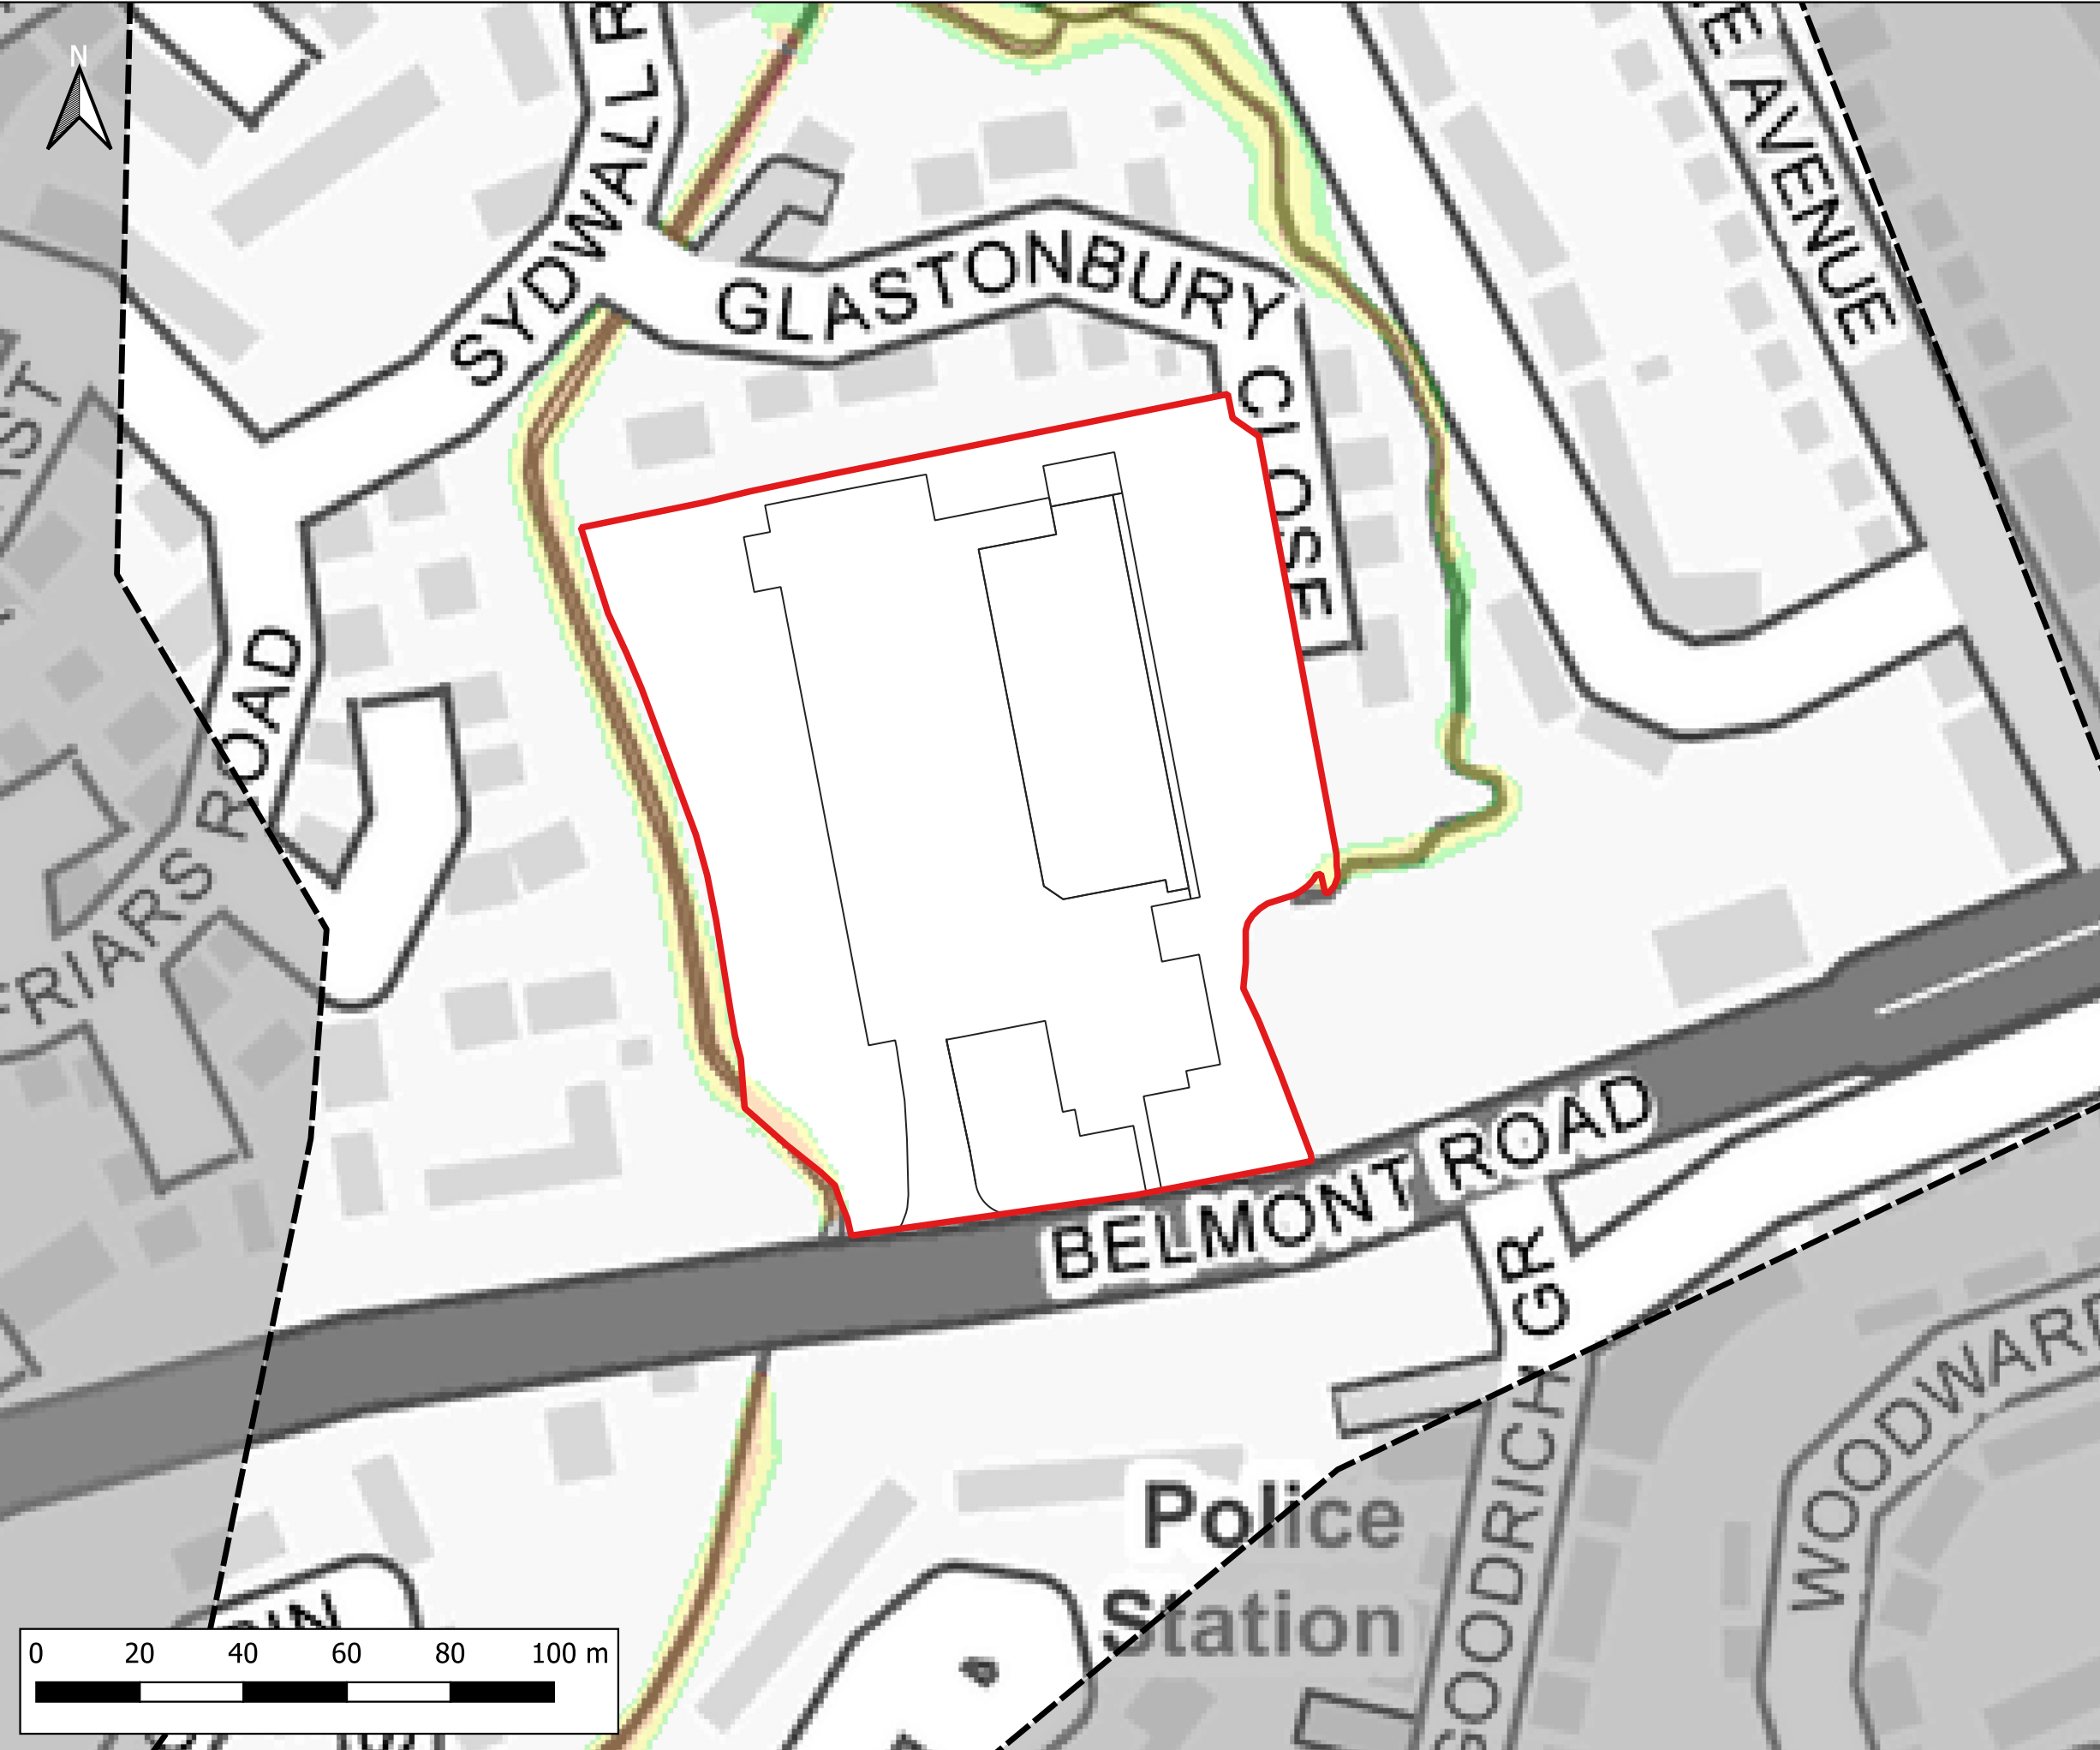 N
SYDWALL R
GLASTONBURY CLOSE
E AVENUE
FRIARS ROAD
BELMONT ROAD
GR
GOODRICH
WOODWARD
Police
Station
0 20 40 60 80 100 m